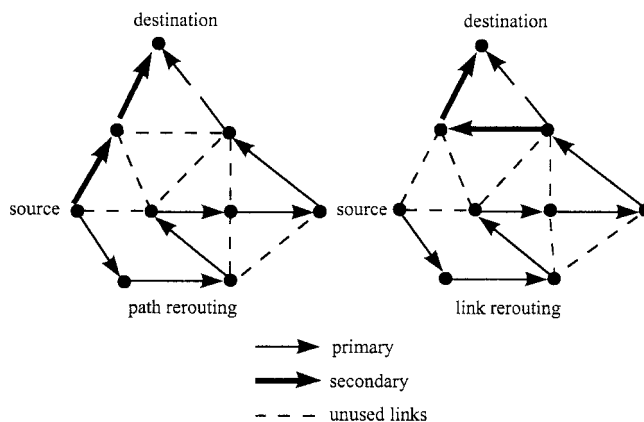 destination
destination
source
source
path rerouting
link rerouting
primary
secondary
unused links